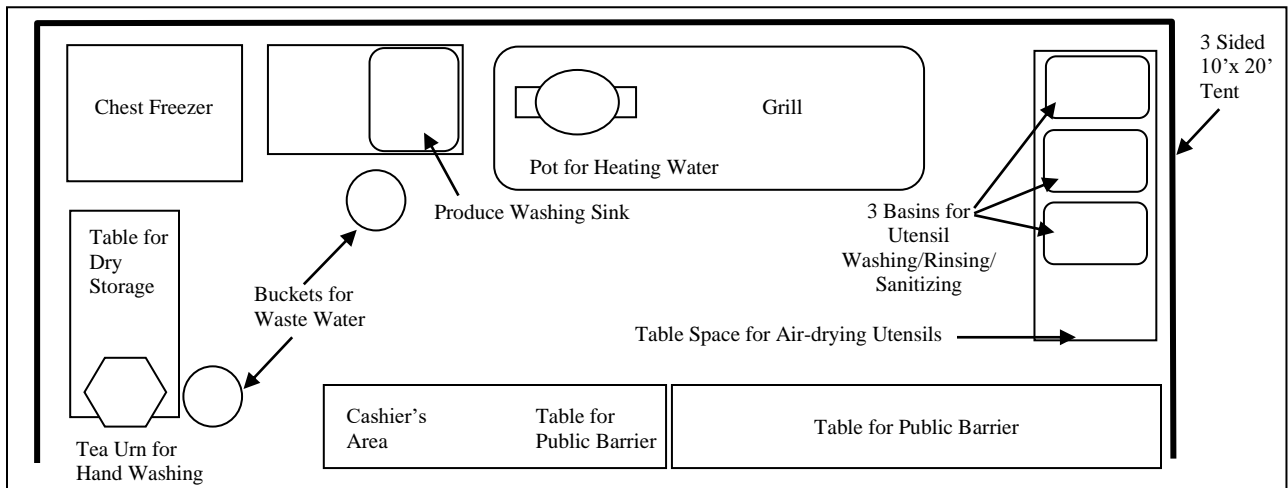 Chest Freezer
Grill
Pot for Heating Water
Produce Washing Sink
3 Sided
10’x 20’
Tent
3 Basins for
Utensil
Washing/Rinsing/
Sanitizing
Table for
Dry
Storage
Buckets for
Waste Water
Table Space for Air-drying Utensils
Tea Urn for
Hand Washing
Cashier’s
Area
Table for
Public Barrier
Table for Public Barrier